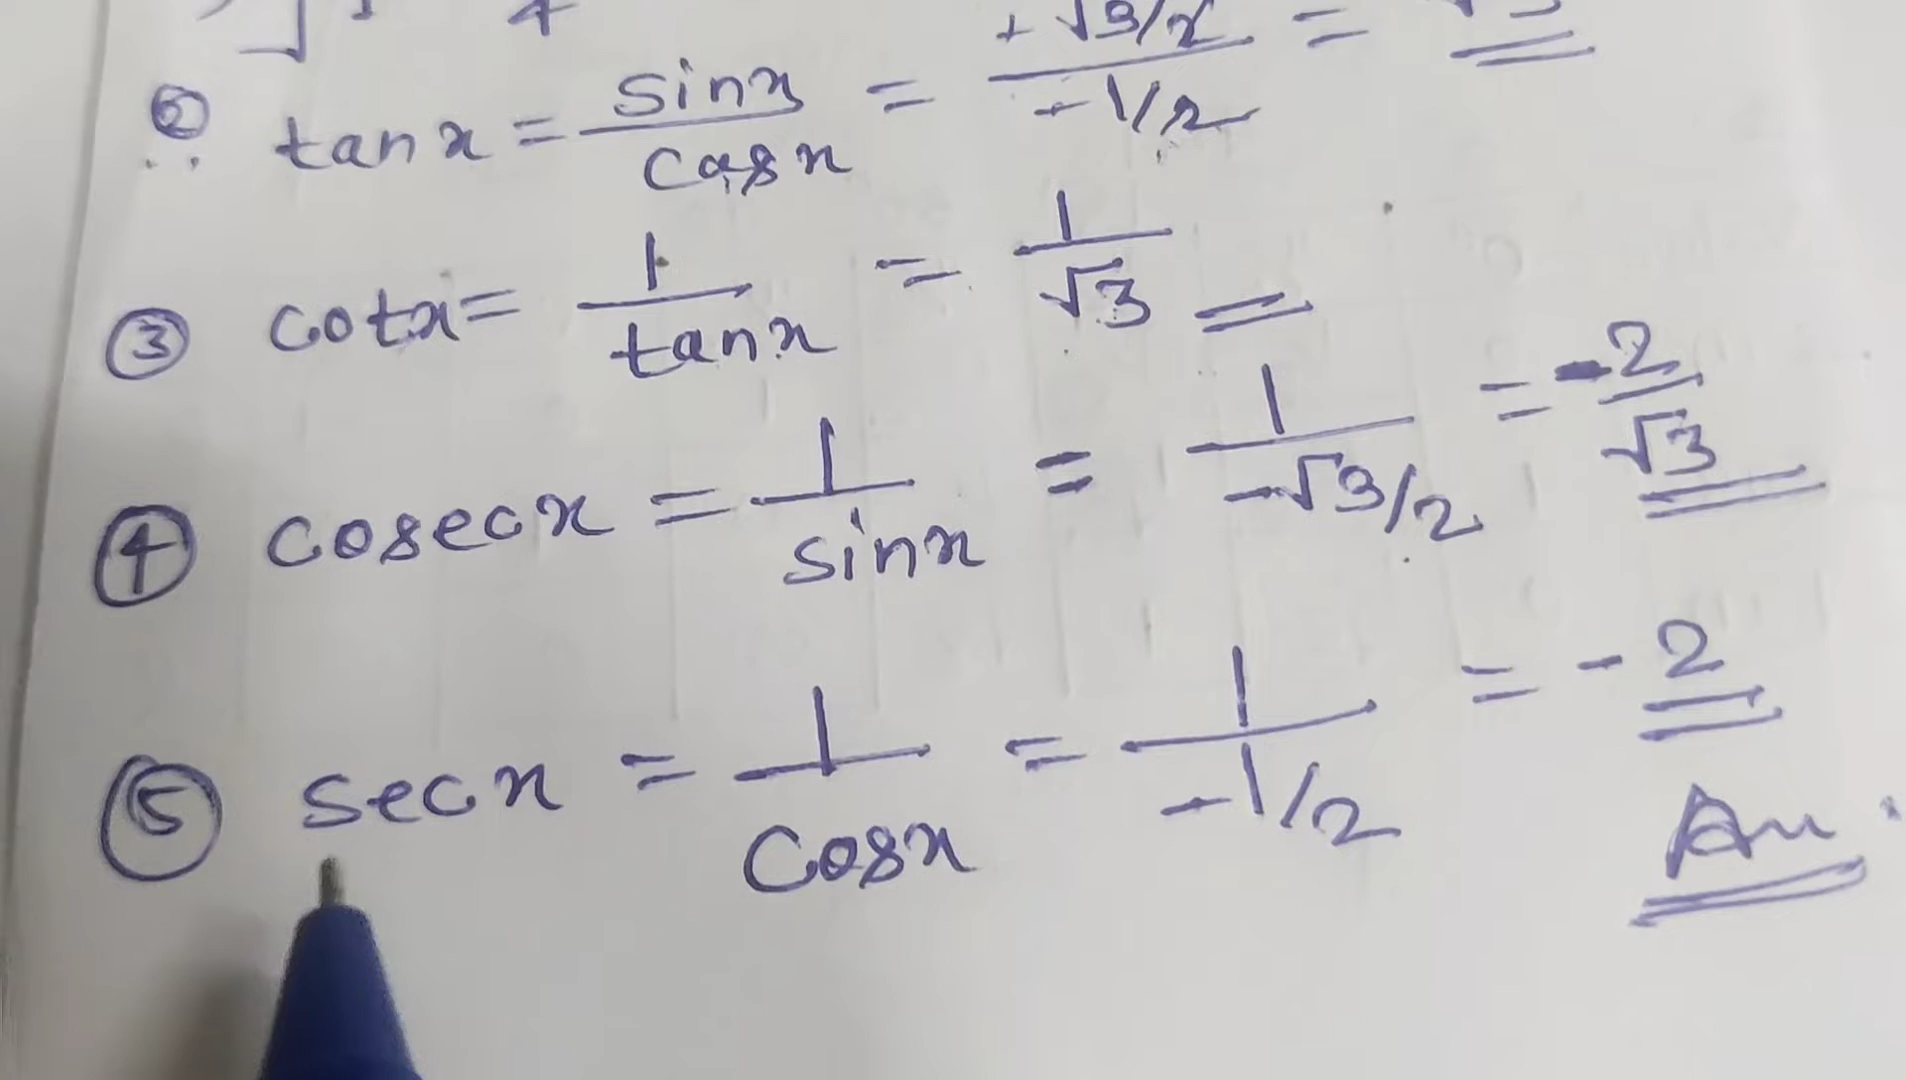 ② tan x = sin x / cos x = + √3/2 / - 1/2 =
③ cot x = 1 / tan x = 1 / √3
④ cosec x = 1 / sin x = 1 / -√3/2 = - 2 / √3
⑤ sec x = 1 / cos x = 1 / -1/2 = - 2
Ans